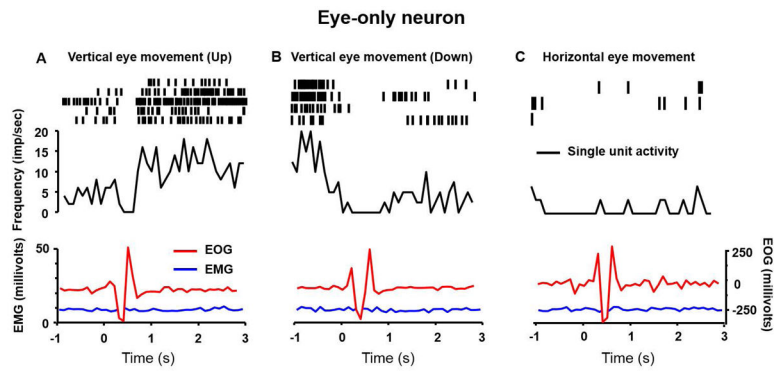 Eye-only neuron
A Vertical eye movement (Up)
B Vertical eye movement (Down)
C Horizontal eye movement
Frequency (imp/sec)
20
15
10
5
0
Single unit activity
EMG (millivolts)
50
0
EOG
EMG
EOG (millivolts)
250
0
-250
-1 0 1 2 3
Time (s)
-1 0 1 2 3
Time (s)
-1 0 1 2 3
Time (s)